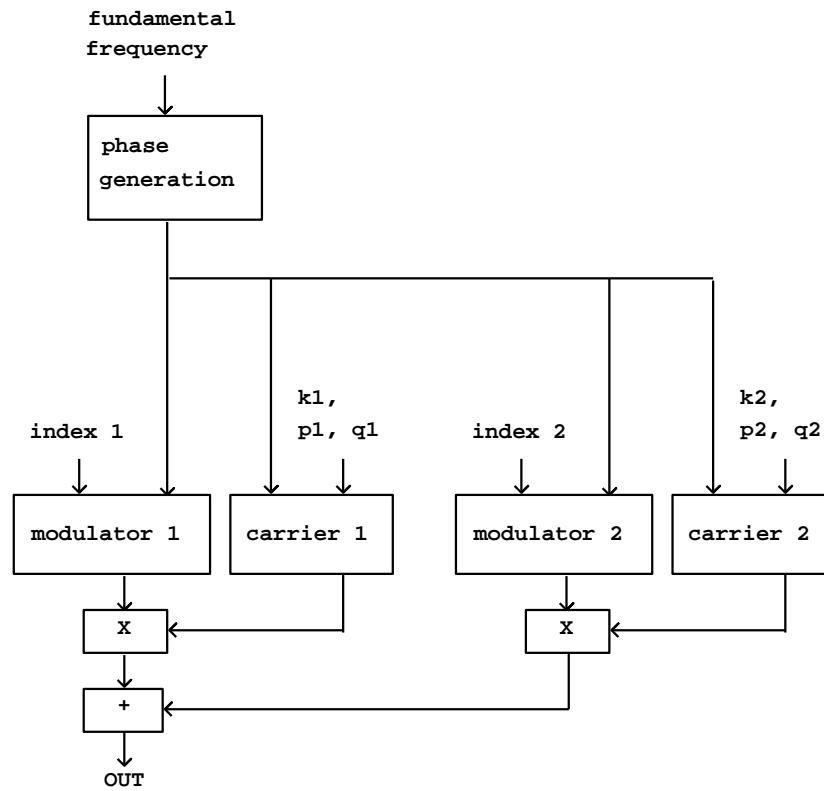 fundamental
frequency
phase
generation
k1,
p1, q1
k2,
p2, q2
index 1
index 2
modulator 1
carrier 1
modulator 2
carrier 2
X
X
+
OUT